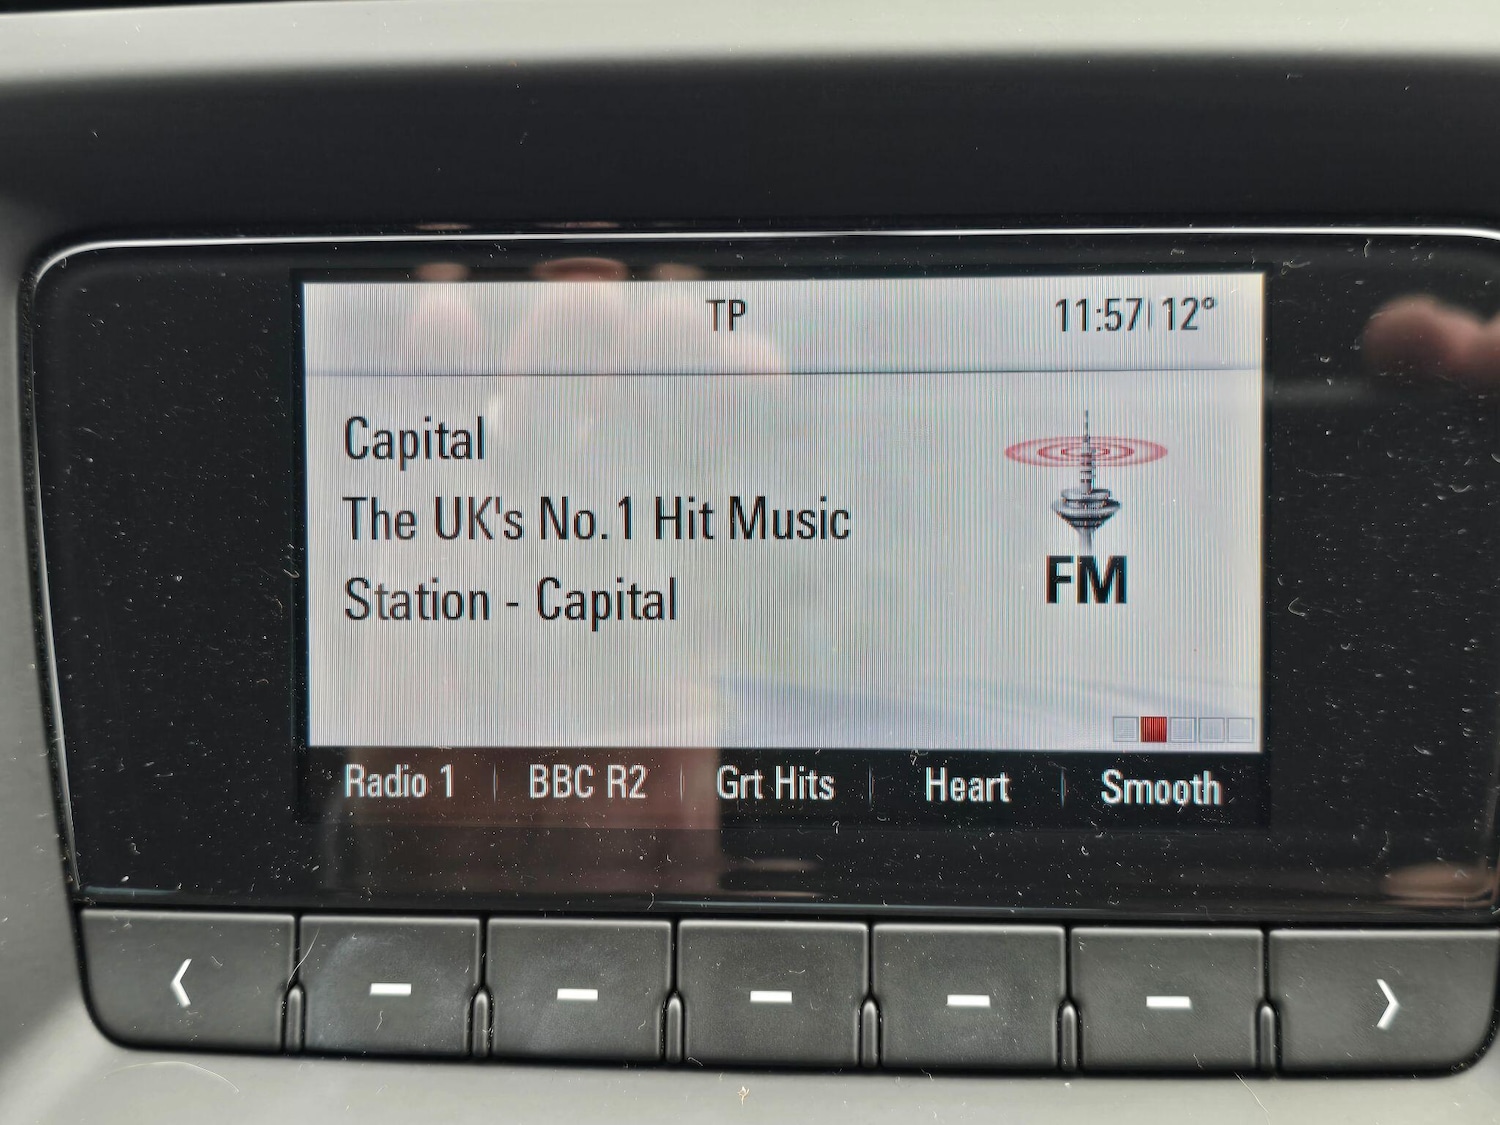 TP 11:57 12°
Capital
The UK's No.1 Hit Music
Station - Capital
FM
Radio 1 BBC R2 Grt Hits Heart Smooth